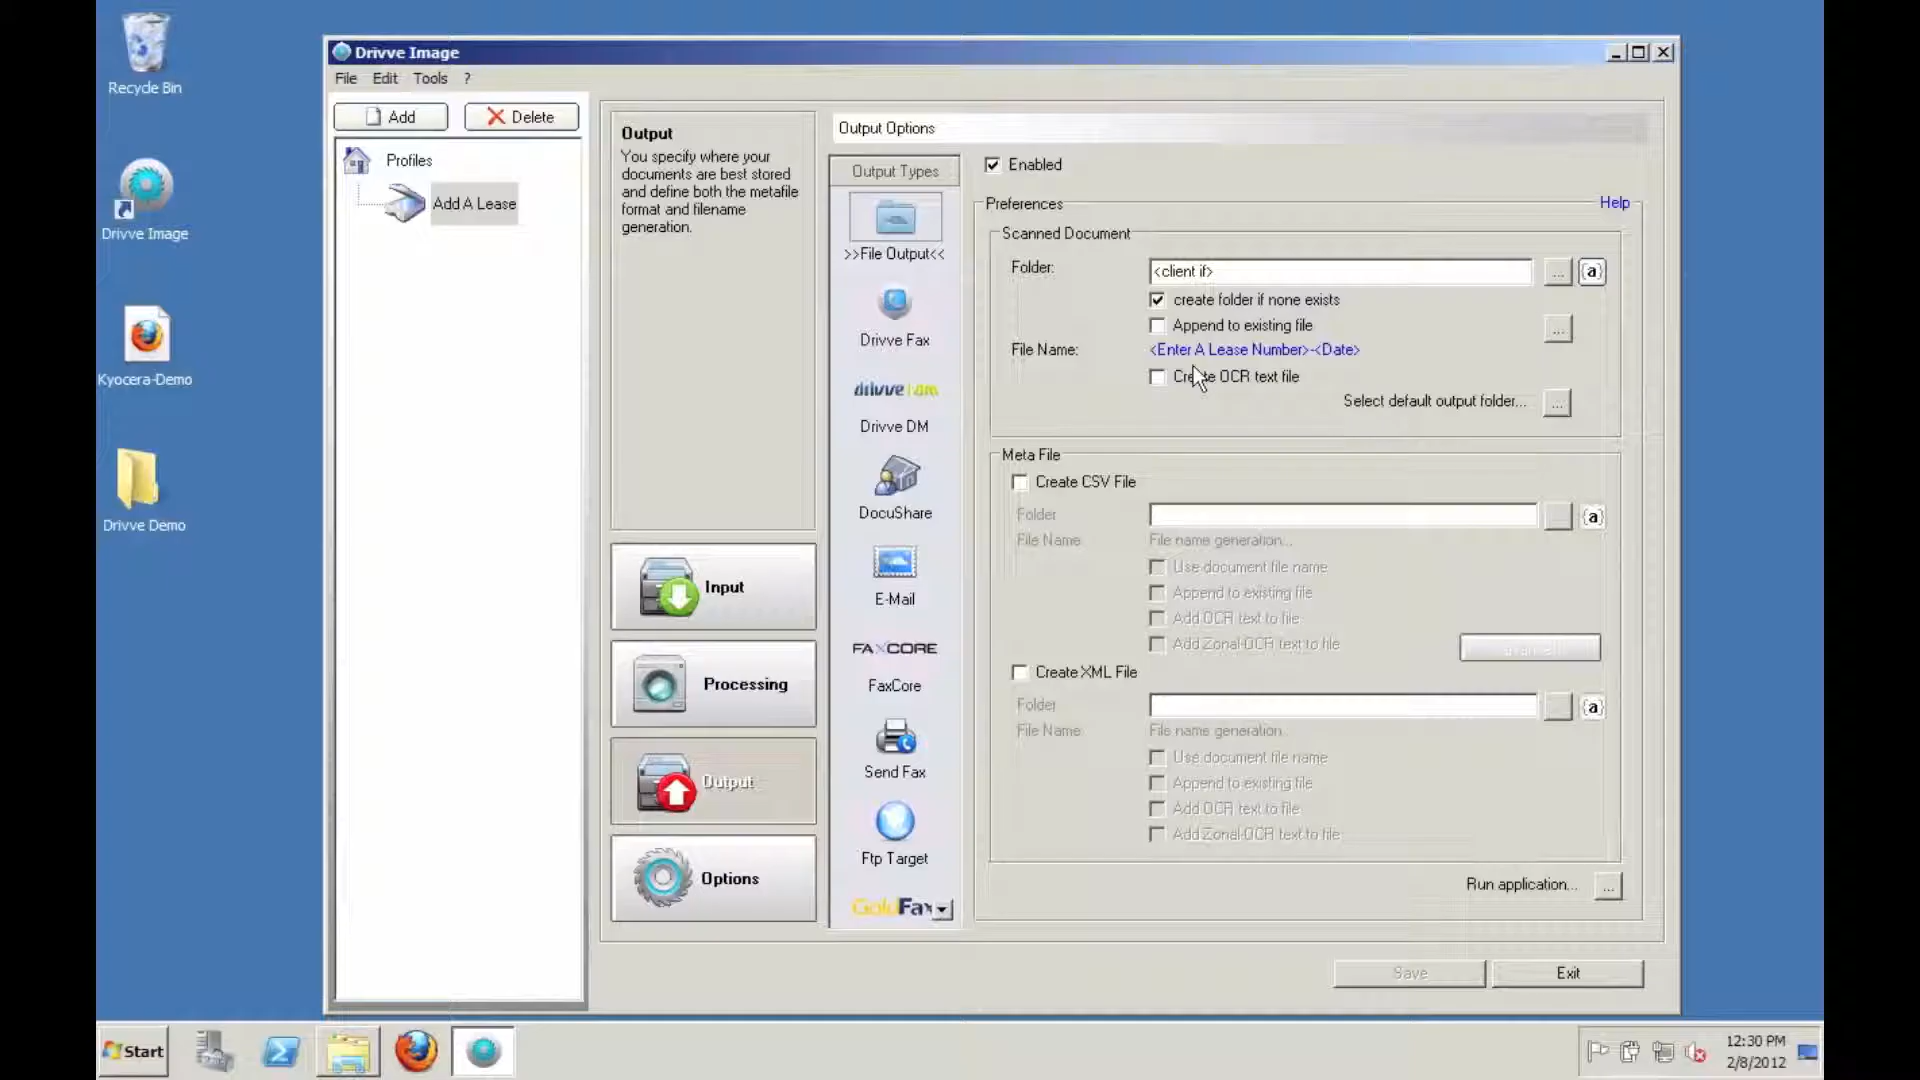 Recycle Bin
Drivve Image
Kyocera-Demo
Drivve Demo
Drivve Image
File Edit Tools ?
Add Delete
Profiles
Add A Lease
Output
You specify where your
documents are best stored
and define both the metafile
format and filename
generation.
Input
Processing
Output
Options
Output Options
Output Types
>>File Output<<
Drivve Fax
drivve
Drivve DM
DocuShare
E-Mail
FAXCORE
FaxCore
Send Fax
Ftp Target
GoldFax
Enabled
Preferences
Help
Scanned Document
Folder:
<client if>
... {a}
create folder if none exists
Append to existing file
...
File Name:
<Enter A Lease Number>-<Date>
Create OCR text file
Select default output folder... ...
Meta File
Create CSV File
Folder
{a}
File Name
File name generation...
Use document file name
Append to existing file
Add OCR text to file
Add Zonal-OCR text to file
Create XML File
Folder
{a}
File Name
File name generation...
Use document file name
Append to existing file
Add OCR text to file
Add Zonal-OCR text to file
Run application... ...
Save Exit
Start
12:30 PM
2/8/2012